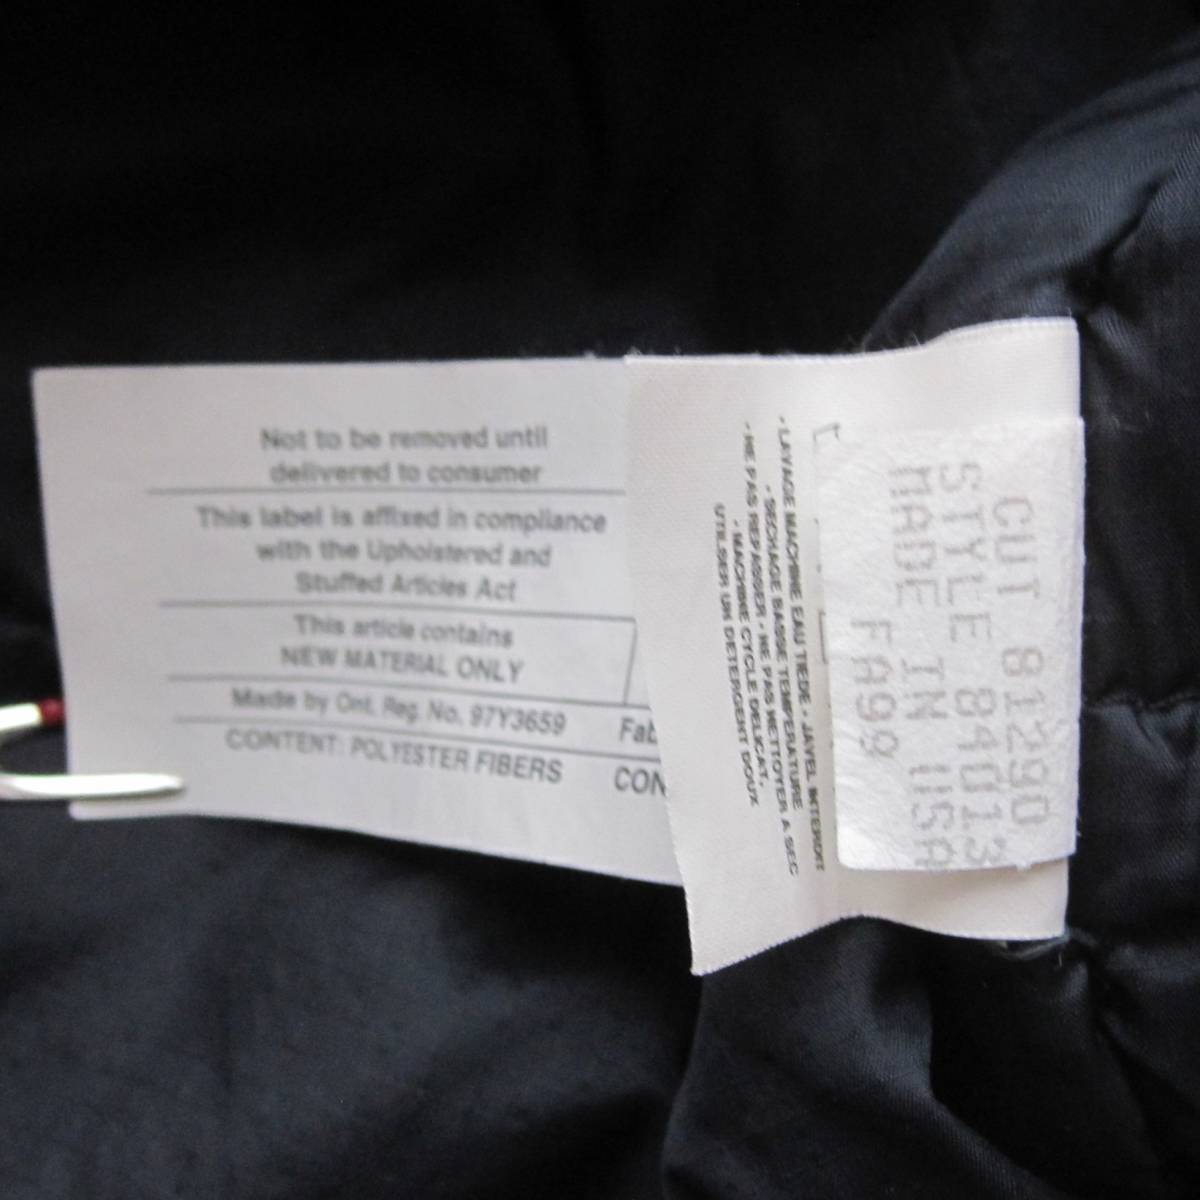 Not to be removed until
delivered to consumer
This label is affixed in compliance
with the Upholstered and
Stuffed Articles Act
This article contains
NEW MATERIAL ONLY
Made by Ont. Reg. No. 97Y3659
Fab
CONTENT: POLYESTER FIBERS
CON
• LAVAGE MACHINE EAU TIEDE • JAVEL INTERDIT
• SECHAGE BASSE TEMPERATURE
• NE PAS REPASSER • NE PAS NETTOYER A SEC
• MACHINE CYCLE DELICAT,
UTILSER UN DETERGENT DOUX
CUT 81290
STYLE 84013
MADE IN USA
FA99